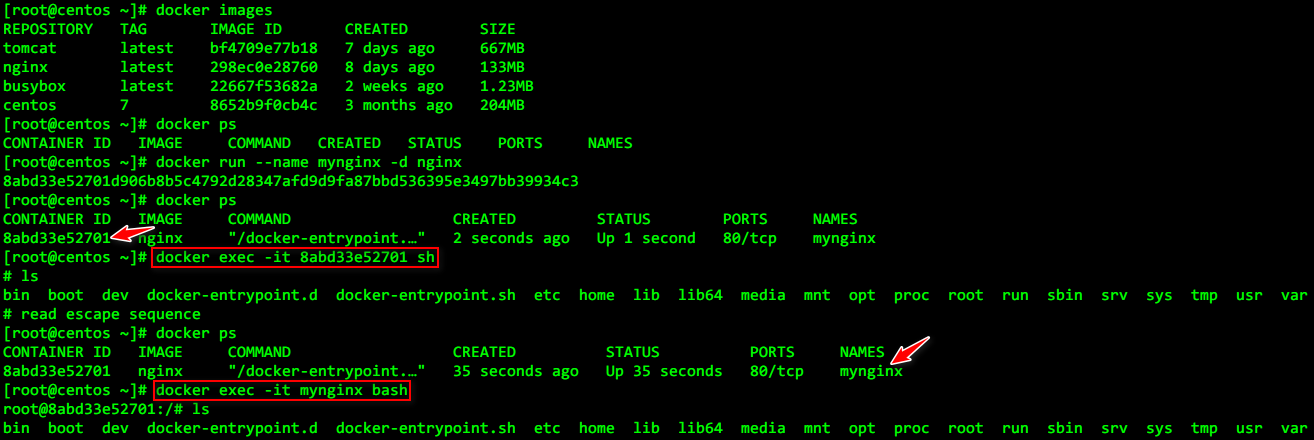 [root@centos ~]# docker images
REPOSITORY   TAG       IMAGE ID       CREATED        SIZE
tomcat       latest    bf4709e77b18   7 days ago     667MB
nginx        latest    298ec0e28760   8 days ago     133MB
busybox      latest    22667f53682a   2 weeks ago    1.23MB
centos       7         8652b9f0cb4c   3 months ago   204MB
[root@centos ~]# docker ps
CONTAINER ID   IMAGE     COMMAND   CREATED   STATUS    PORTS     NAMES
[root@centos ~]# docker run --name mynginx -d nginx
8abd33e52701d906b8b5c4792d28347afd9d9fa87bbd536395e3497bb39934c3
[root@centos ~]# docker ps
CONTAINER ID   IMAGE     COMMAND                  CREATED         STATUS        PORTS     NAMES
8abd33e52701   nginx     "/docker-entrypoint.…"   2 seconds ago   Up 1 second   80/tcp    mynginx
[root@centos ~]# docker exec -it 8abd33e52701 sh
# ls
bin  boot  dev  docker-entrypoint.d  docker-entrypoint.sh  etc  home  lib  lib64  media  mnt  opt  proc  root  run  sbin  srv  sys  tmp  usr  var
# read escape sequence
[root@centos ~]# docker ps
CONTAINER ID   IMAGE     COMMAND                  CREATED          STATUS          PORTS     NAMES
8abd33e52701   nginx     "/docker-entrypoint.…"   35 seconds ago   Up 35 seconds   80/tcp    mynginx
[root@centos ~]# docker exec -it mynginx bash
root@8abd33e52701:/# ls
bin  boot  dev  docker-entrypoint.d  docker-entrypoint.sh  etc  home  lib  lib64  media  mnt  opt  proc  root  run  sbin  srv  sys  tmp  usr  var